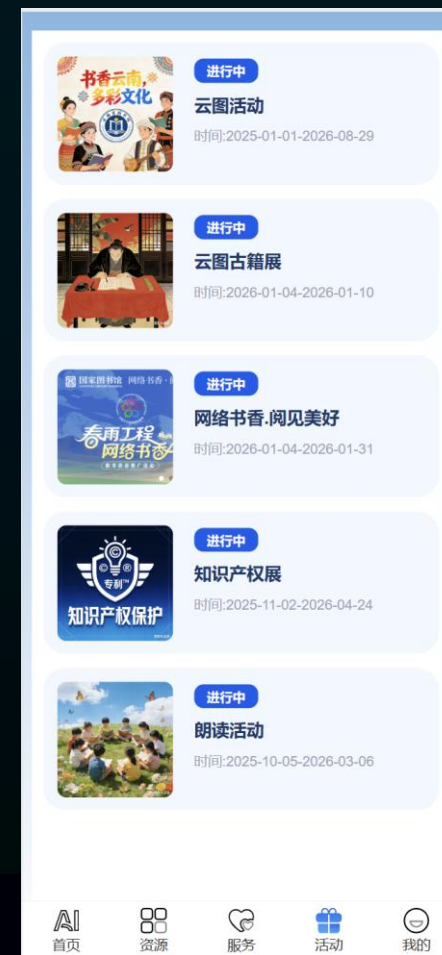 书香云南,
多彩文化
进行中
云图活动
时间:2025-01-01-2026-08-29
进行中
云图古籍展
时间:2026-01-04-2026-01-10
国家图书馆 网络书香·
春雨工程
网络书香
进行中
网络书香.阅见美好
时间:2026-01-04-2026-01-31
专利
知识产权保护
进行中
知识产权展
时间:2025-11-02-2026-04-24
进行中
朗读活动
时间:2025-10-05-2026-03-06
AI
首页
资源
服务
活动
我的